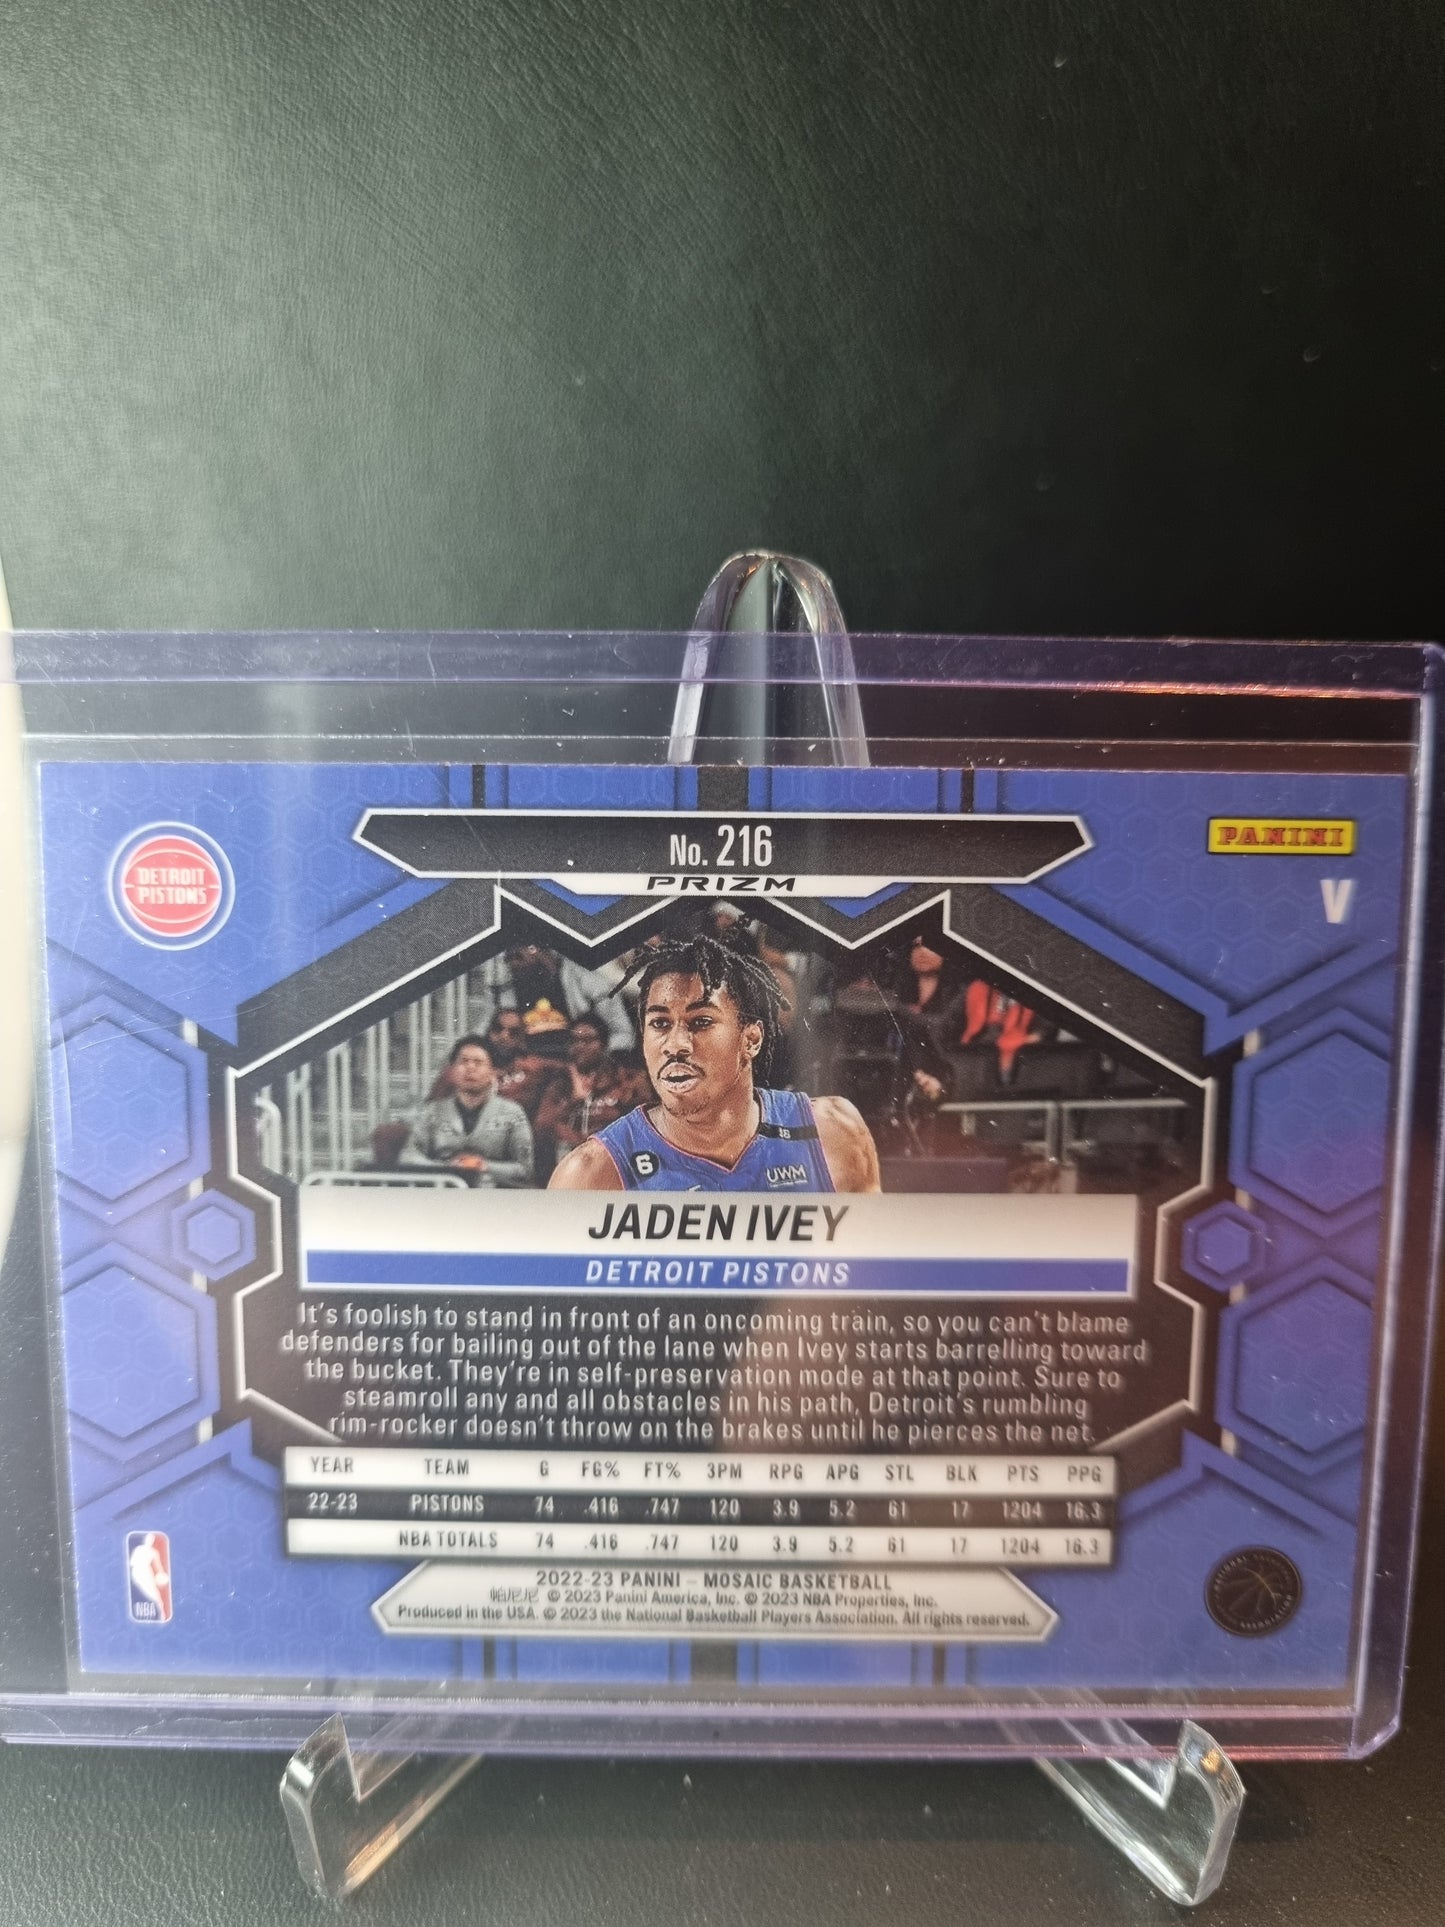 No. 216
PRIZM
DETROIT
PISTONS
PANINI
V
6
16
UWM
JADEN IVEY
DETROIT PISTONS
It's foolish to stand in front of an oncoming train, so you can't blame
defenders for bailing out of the lane when Ivey starts barrelling toward
the bucket. They're in self-preservation mode at that point. Sure to
steamroll any and all obstacles in his path, Detroit's rumbling
rim-rocker doesn't throw on the brakes until he pierces the net.
YEAR TEAM G FG% FT% 3PM RPG APG STL BLK PTS PPG
22-23 PISTONS 74 .416 .747 120 3.9 5.2 61 17 1204 16.3
NBA TOTALS 74 .416 .747 120 3.9 5.2 61 17 1204 16.3
2022-23 PANINI – MOSAIC BASKETBALL
帕尼尼 © 2023 Panini America, Inc. © 2023 NBA Properties, Inc.
Produced in the USA. © 2023 the National Basketball Players Association. All rights reserved.
NBA